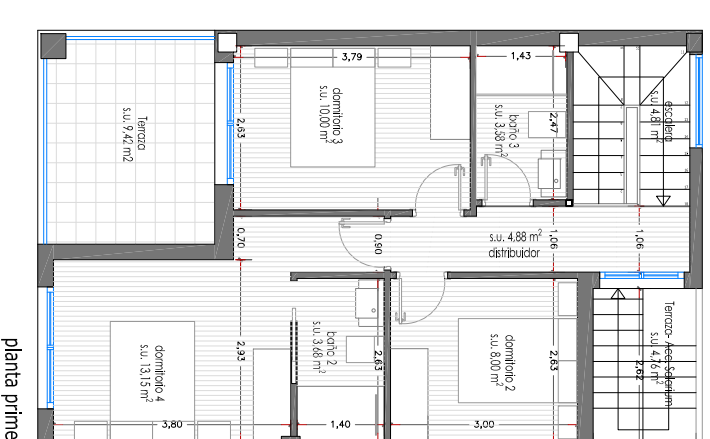 3,79
1,43
Terraza
s.u. 9,42 m2
2,63
dormitorio 3
s.u. 10,00 m²
baño 3
s.u. 3,58 m²
2,47
escalera
s.u. 4,81 m²
0,70
0,90
s.u. 4,88 m²
distribuidor
1,06
1,06
planta prime
dormitorio 4
s.u. 13,15 m²
2,93
baño 2
s.u. 3,68 m²
2,63
dormitorio 2
s.u. 8,00 m²
2,63
Terraza- Acc. Solarium
s.u. 4,76 m²
2,62
3,80
1,40
3,00